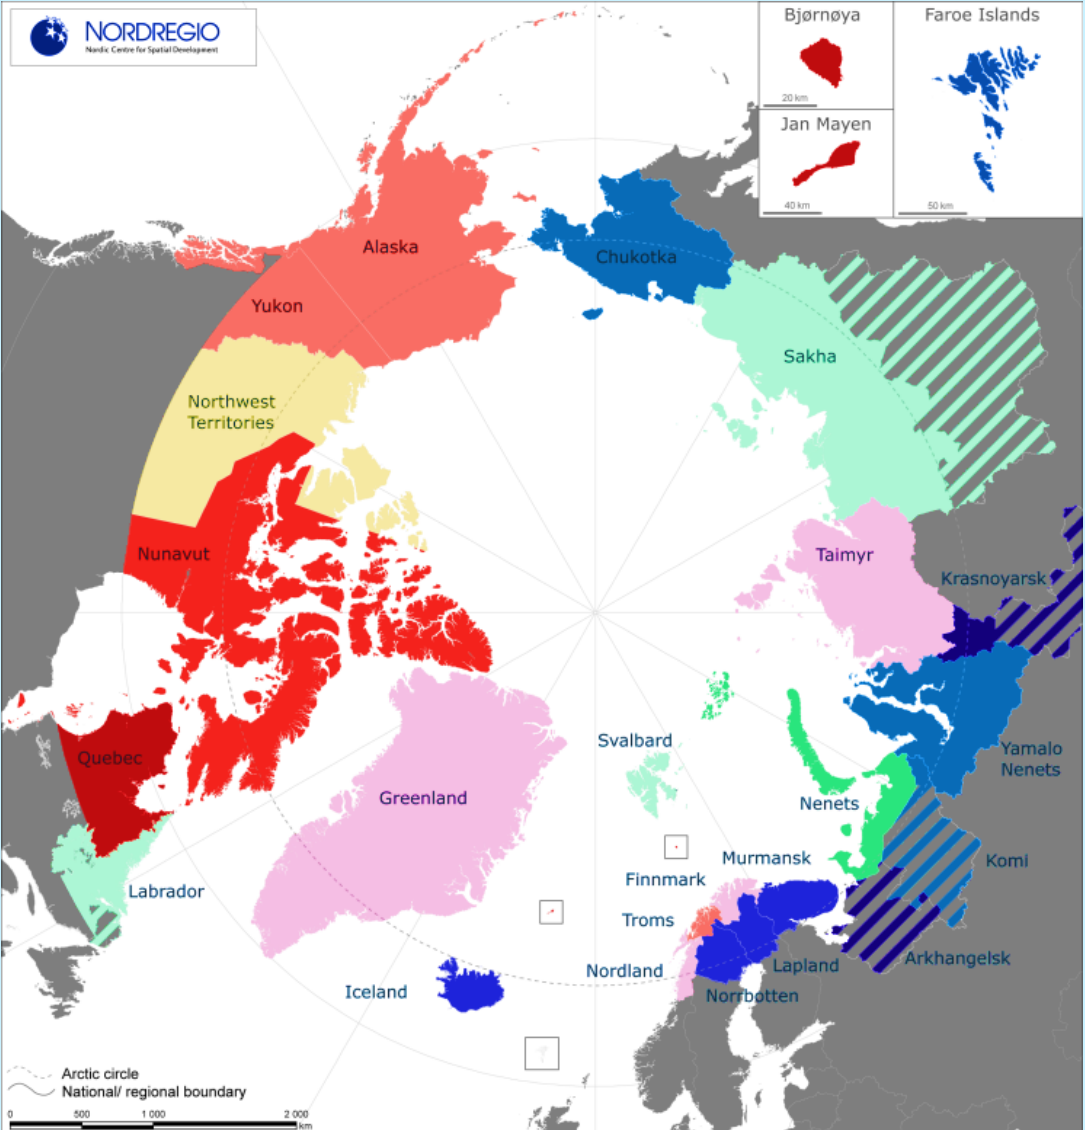 NORDREGIO
Nordic Centre for Spatial Development
Bjørnøya
20 km
Faroe Islands
50 km
Jan Mayen
40 km
Alaska
Chukotka
Yukon
Sakha
Northwest
Territories
Nunavut
Taimyr
Krasnoyarsk
Quebec
Svalbard
Yamalo
Nenets
Greenland
Nenets
Murmansk
Komi
Finnmark
Labrador
Troms
Arkhangelsk
Lapland
Nordland
Iceland
Norrbotten
Arctic circle
National/ regional boundary
0 500 1 000 2 000
km